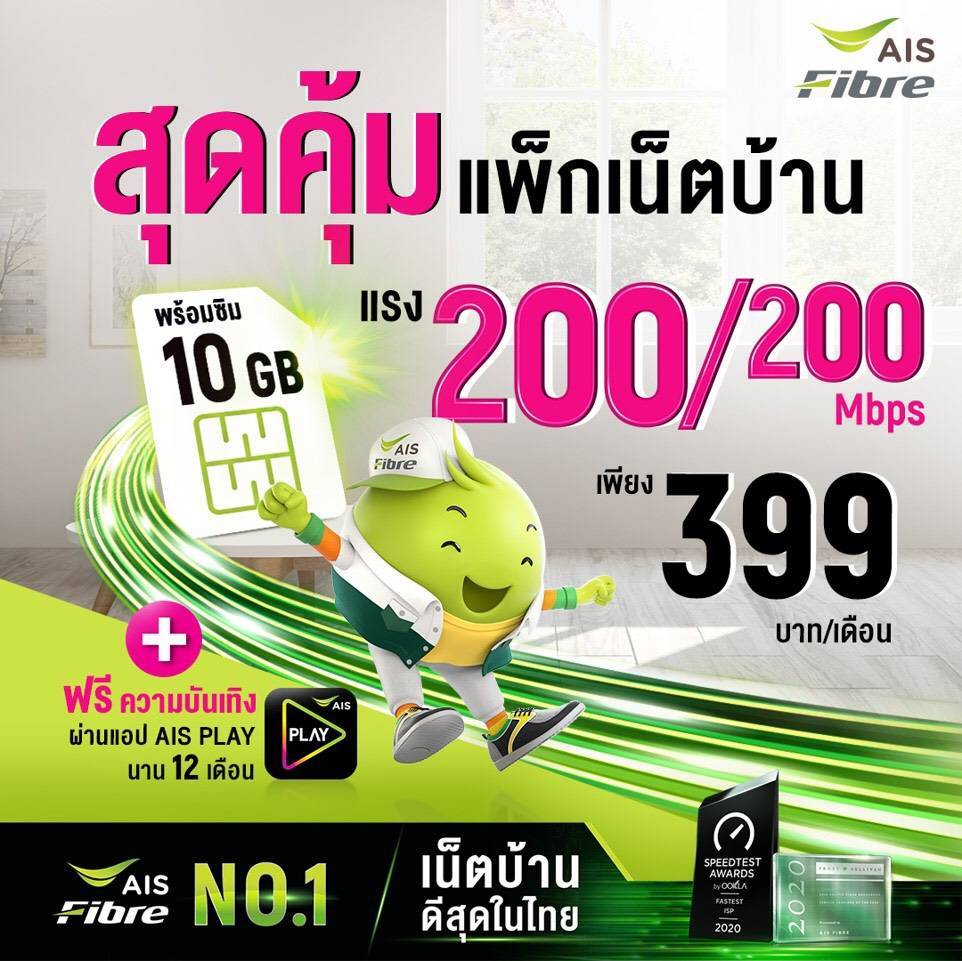 AIS
Fibre
สุดคุ้ม แพ็กเน็ตบ้าน
แรง 200/200
Mbps
พร้อมซิม
10 GB
AIS
Fibre
เพียง 399
บาท/เดือน
+
ฟรี ความบันเทิง
ผ่านแอป AIS PLAY
นาน 12 เดือน
AIS
PLAY
AIS
Fibre
NO.1
เน็ตบ้าน
ดีสุดในไทย
SPEEDTEST
AWARDS
by OOKLA
FASTEST
ISP
2020
2020
FROST & SULLIVAN
AIS FIBRE